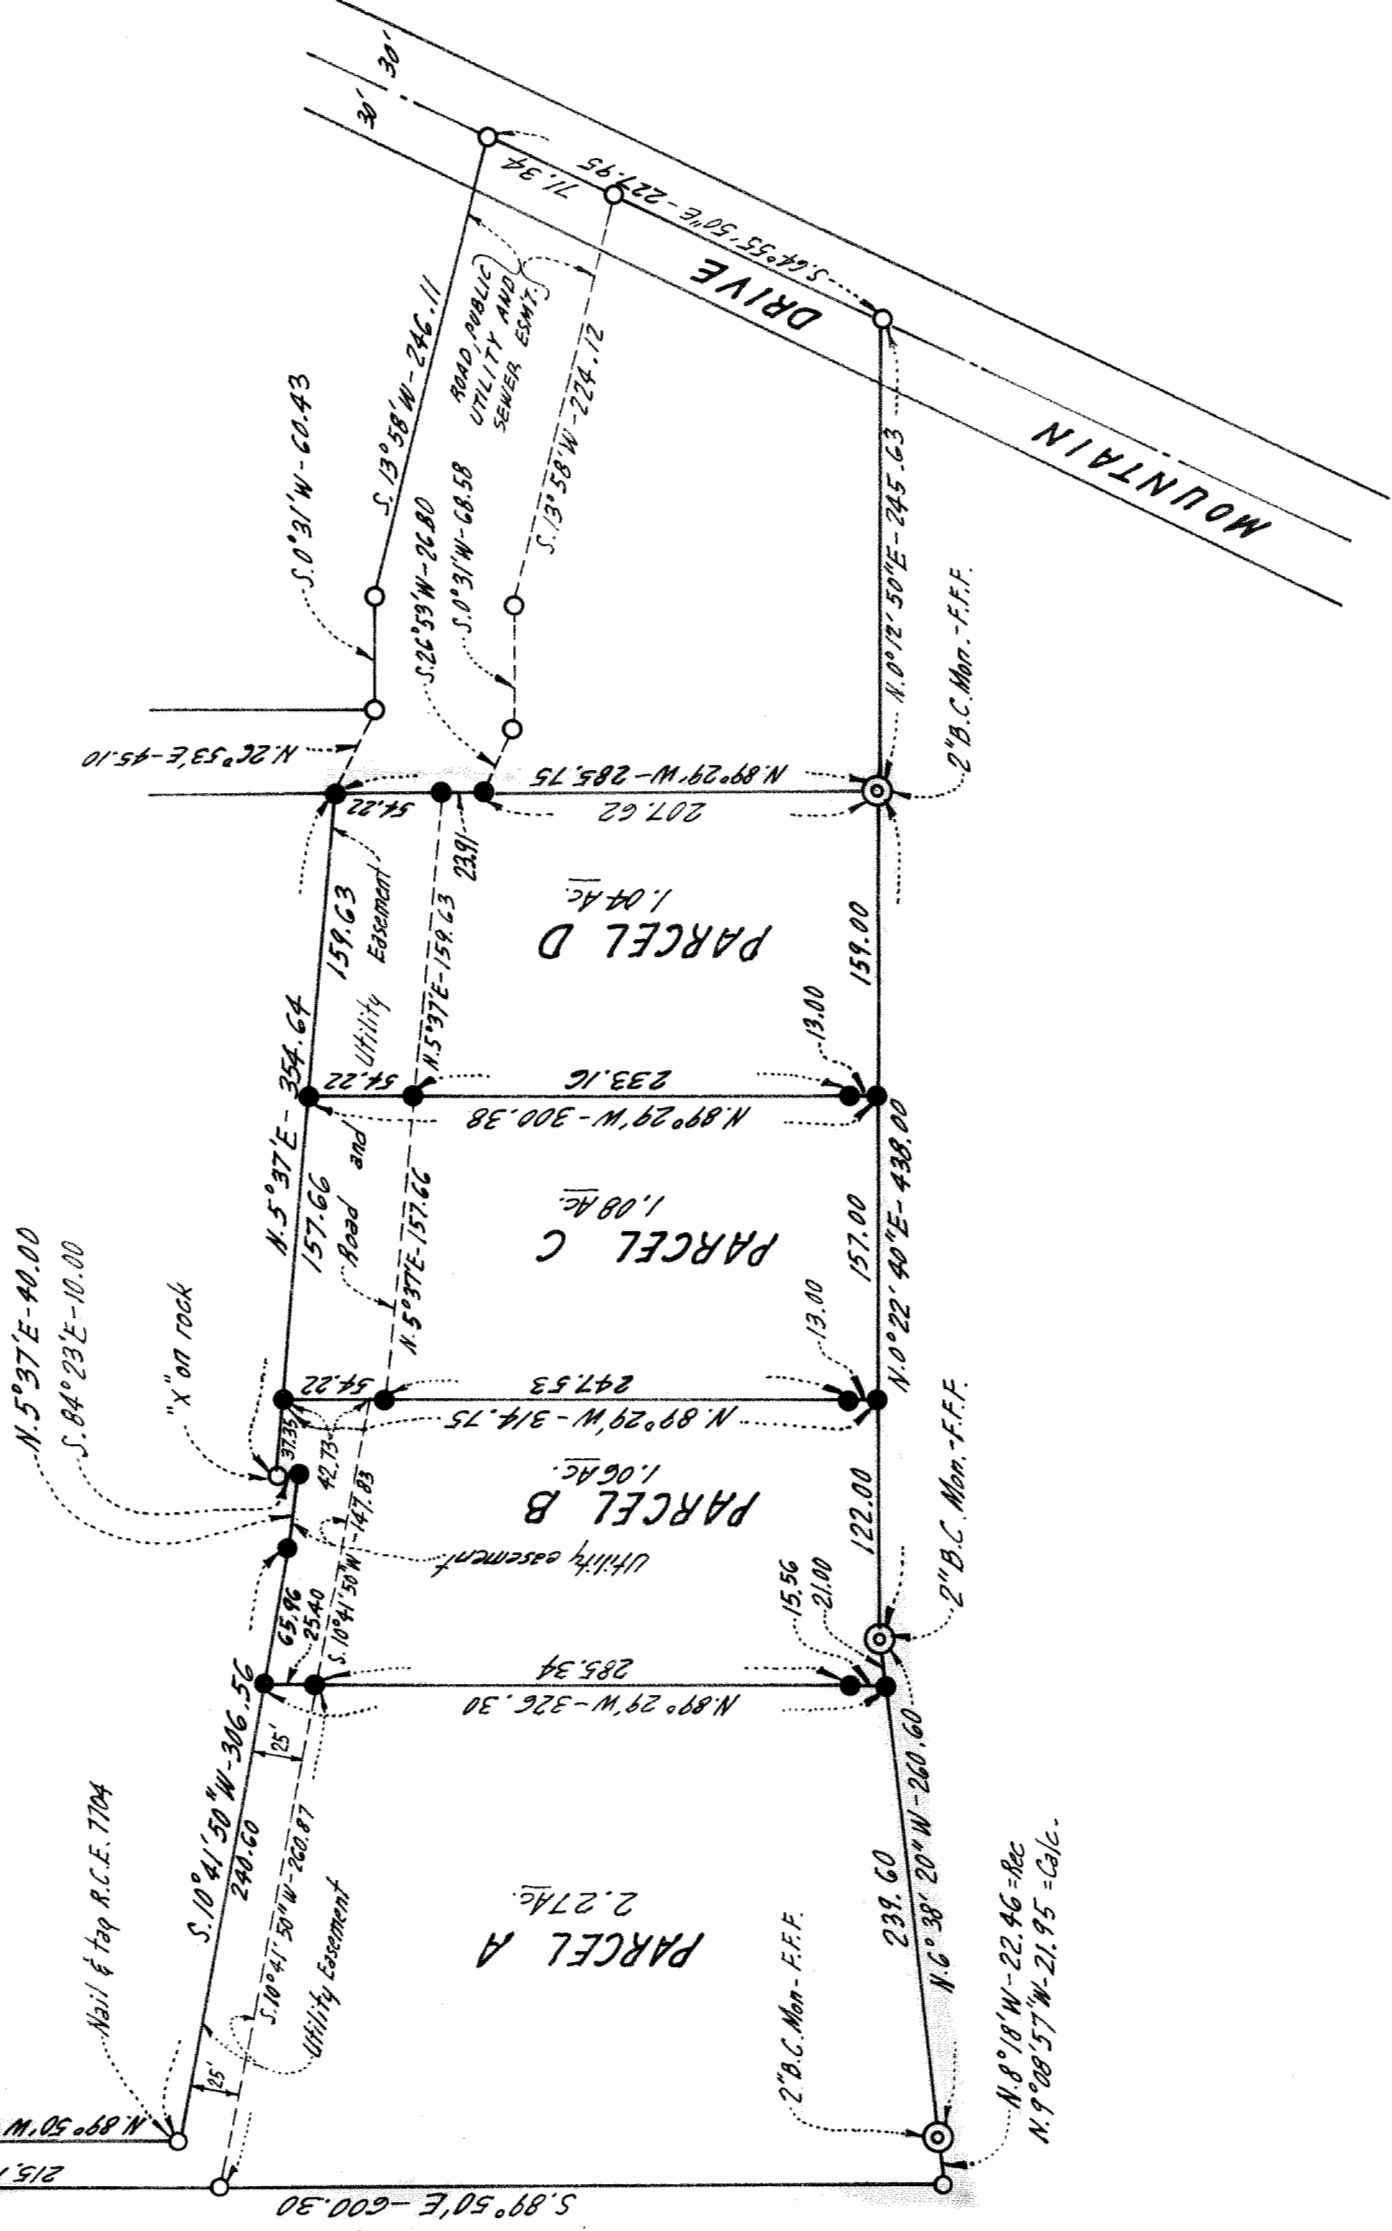 30'
30'
71.34
S.64°55'50"E-227.95
S.13°58'W-246.11
ROAD, PUBLIC
UTILITY AND
SEWER ESMT.
MOUNTAIN DRIVE
S.0°31'W-60.43
S.13°58'W-224.12
S.26°53'W-26.80
S.0°31'W-68.58
N.0°12'50"E-245.63
2"B.C.Mon.-F.F.F.
N.26°53'E-45.10
N.89°29'W-285.75
54.22
207.62
23.91
159.63
Road and Utility Easement
N.5°37'E-159.63
PARCEL D
1.04 Ac.
159.00
13.00
N.5°37'E-354.64
54.22
233.16
N.89°29'W-300.38
157.66
N.5°37'E-157.66
PARCEL C
1.08 Ac.
157.00
N.0°22'40"E-438.00
13.00
N.5°37'E-40.00
S.84°23'E-10.00
"X" on rock
54.22
247.53
N.89°29'W-314.75
37.35
42.73
PARCEL B
1.06 Ac.
122.00
2"B.C. Mon.-F.F.F.
Utility easement
S.10°41'50"W-147.83
65.96
25.40
15.56
21.00
285.34
N.89°29'W-326.30
S.10°41'50"W-306.56
25'
240.60
S.10°41'50"W-260.87
Utility Easement
Nail & tag R.C.E. 7704
25'
PARCEL A
2.27 Ac.
239.60
N.6°38'20"W-260.60
2"B.C.Mon-F.F.F.
N.8°18'W-22.46=Rec
N.9°08'57"W-21.95=Calc.
N.89°50'W
215.
S.89°50'E-600.30